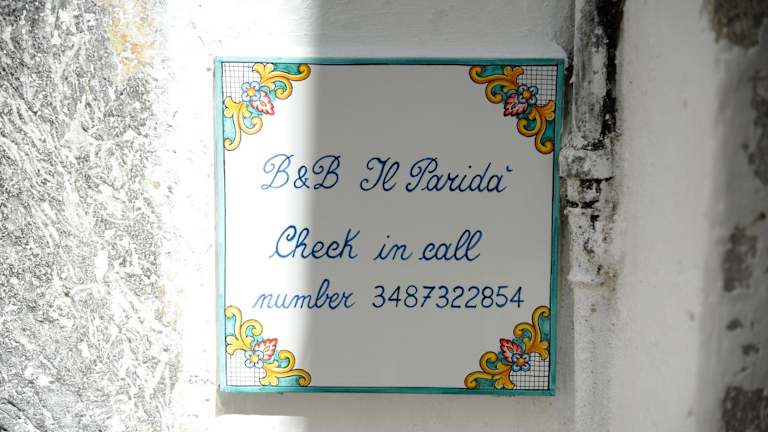 B&B Il Paridà
Check in call
number 3487322854